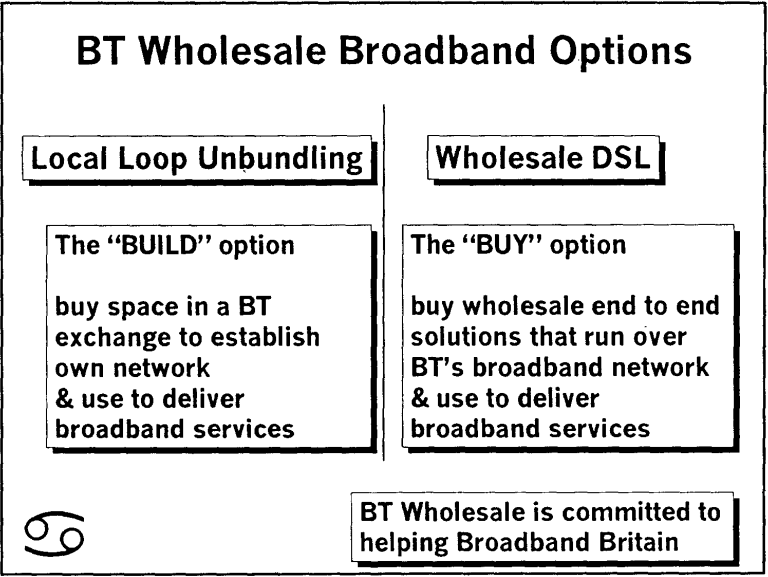 BT Wholesale Broadband Options
Local Loop Unbundling
The “BUILD” option
buy space in a BT
exchange to establish
own network
& use to deliver
broadband services
Wholesale DSL
The “BUY” option
buy wholesale end to end
solutions that run over
BT’s broadband network
& use to deliver
broadband services
BT Wholesale is committed to
helping Broadband Britain